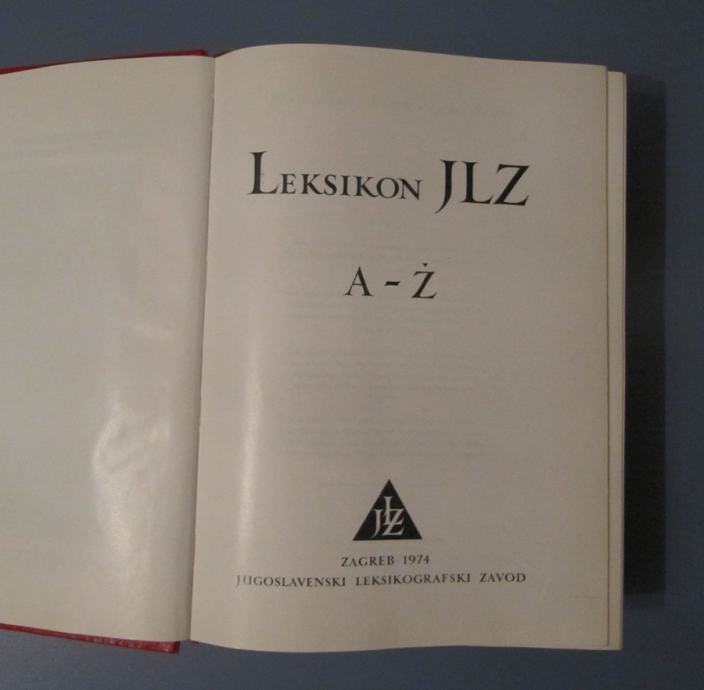 LEKSIKON JLZ
A - Ż
JLZ
ZAGREB 1974
JUGOSLAVENSKI LEKSIKOGRAFSKI ZAVOD